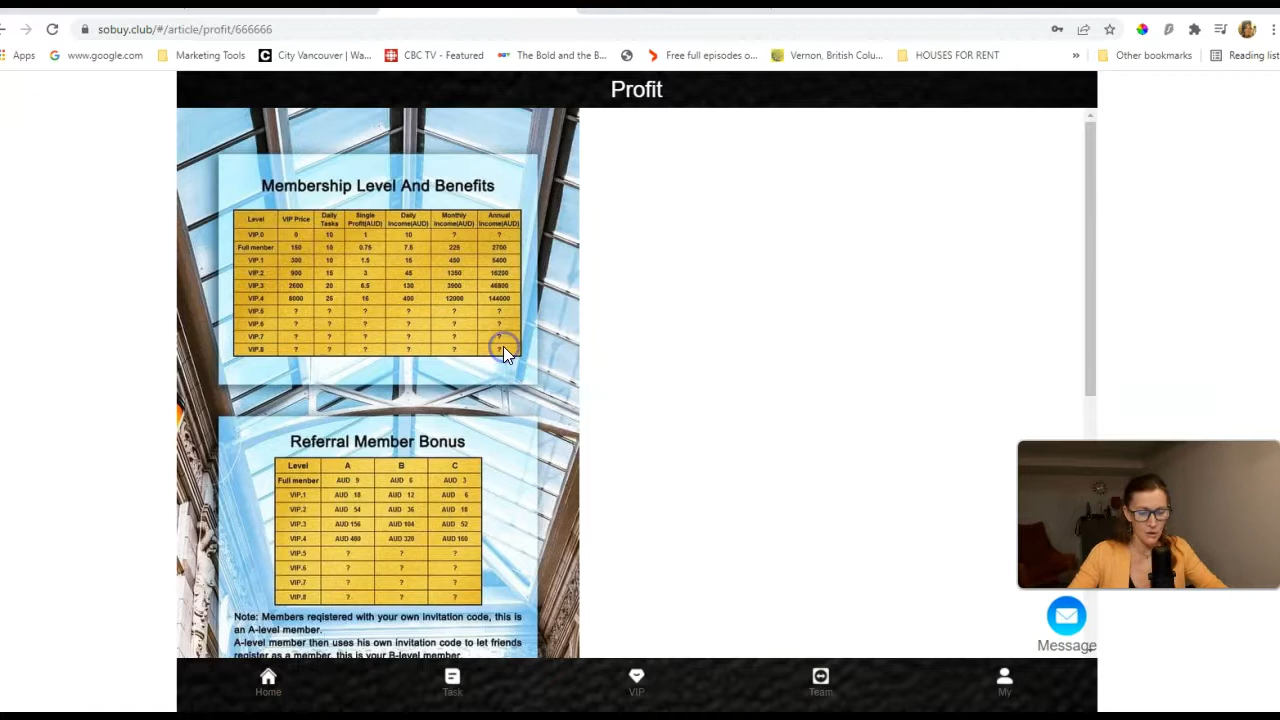 sobuy.club/#/article/profit/666666
Apps www.google.com Marketing Tools City Vancouver | Wa... CBC TV - Featured The Bold and the B... Free full episodes o... Vernon, British Colu... HOUSES FOR RENT » Other bookmarks Reading list
Profit
Membership Level And Benefits
Level VIP Price Daily Tasks Single Profit(AUD) Daily Income(AUD) Monthly Income(AUD) Annual Income(AUD)
VIP.0 0 10 1 10 ? ?
Full menber 150 10 0.75 7.5 225 2700
VIP.1 300 10 1.5 15 450 5400
VIP.2 900 15 3 45 1350 16200
VIP.3 2600 20 6.5 130 3900 46800
VIP.4 8000 25 16 400 12000 144000
VIP.5 ? ? ? ? ? ?
VIP.6 ? ? ? ? ? ?
VIP.7 ? ? ? ? ? ?
VIP.8 ? ? ? ? ? ?
Referral Member Bonus
Level A B C
Full menber AUD 9 AUD 6 AUD 3
VIP.1 AUD 18 AUD 12 AUD 6
VIP.2 AUD 54 AUD 36 AUD 18
VIP.3 AUD 156 AUD 104 AUD 52
VIP.4 AUD 480 AUD 320 AUD 160
VIP.5 ? ? ?
VIP.6 ? ? ?
VIP.7 ? ? ?
VIP.8 ? ? ?
Note: Members registered with your own invitation code, this is
an A-level member.
A-level member then uses his own invitation code to let friends
register as a member, this is your B-level member.
Message
Home Task VIP Team My